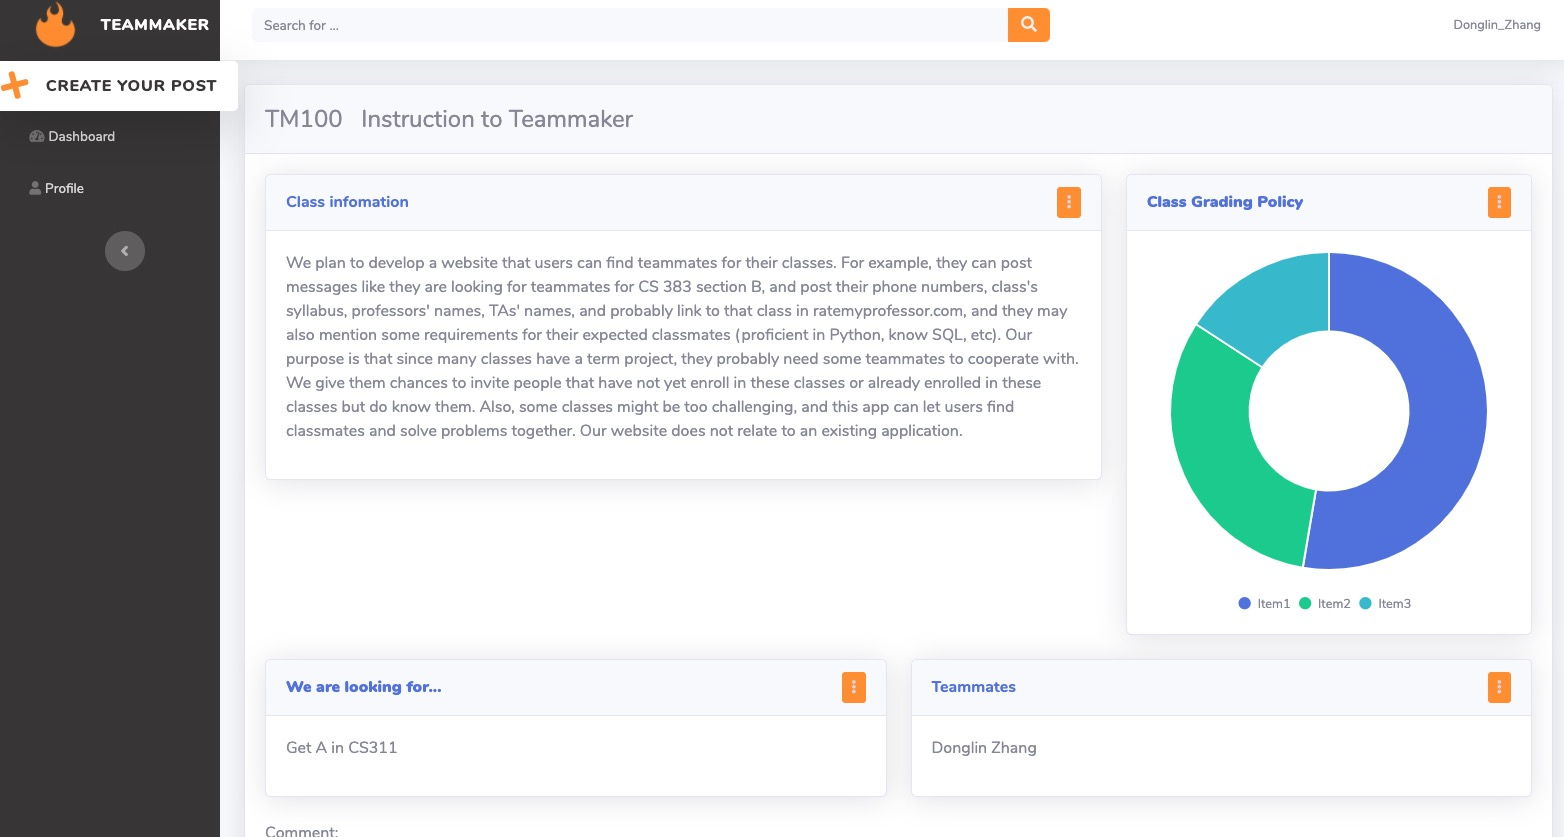 TEAMMAKER
Search for ...
Donglin_Zhang
CREATE YOUR POST
Dashboard
Profile
TM100 Instruction to Teammaker
Class infomation
We plan to develop a website that users can find teammates for their classes. For example, they can post
messages like they are looking for teammates for CS 383 section B, and post their phone numbers, class's
syllabus, professors' names, TAs' names, and probably link to that class in ratemyprofessor.com, and they may
also mention some requirements for their expected classmates (proficient in Python, know SQL, etc). Our
purpose is that since many classes have a term project, they probably need some teammates to cooperate with.
We give them chances to invite people that have not yet enroll in these classes or already enrolled in these
classes but do know them. Also, some classes might be too challenging, and this app can let users find
classmates and solve problems together. Our website does not relate to an existing application.
Class Grading Policy
Item1 Item2 Item3
We are looking for...
Get A in CS311
Teammates
Donglin Zhang
Comment: